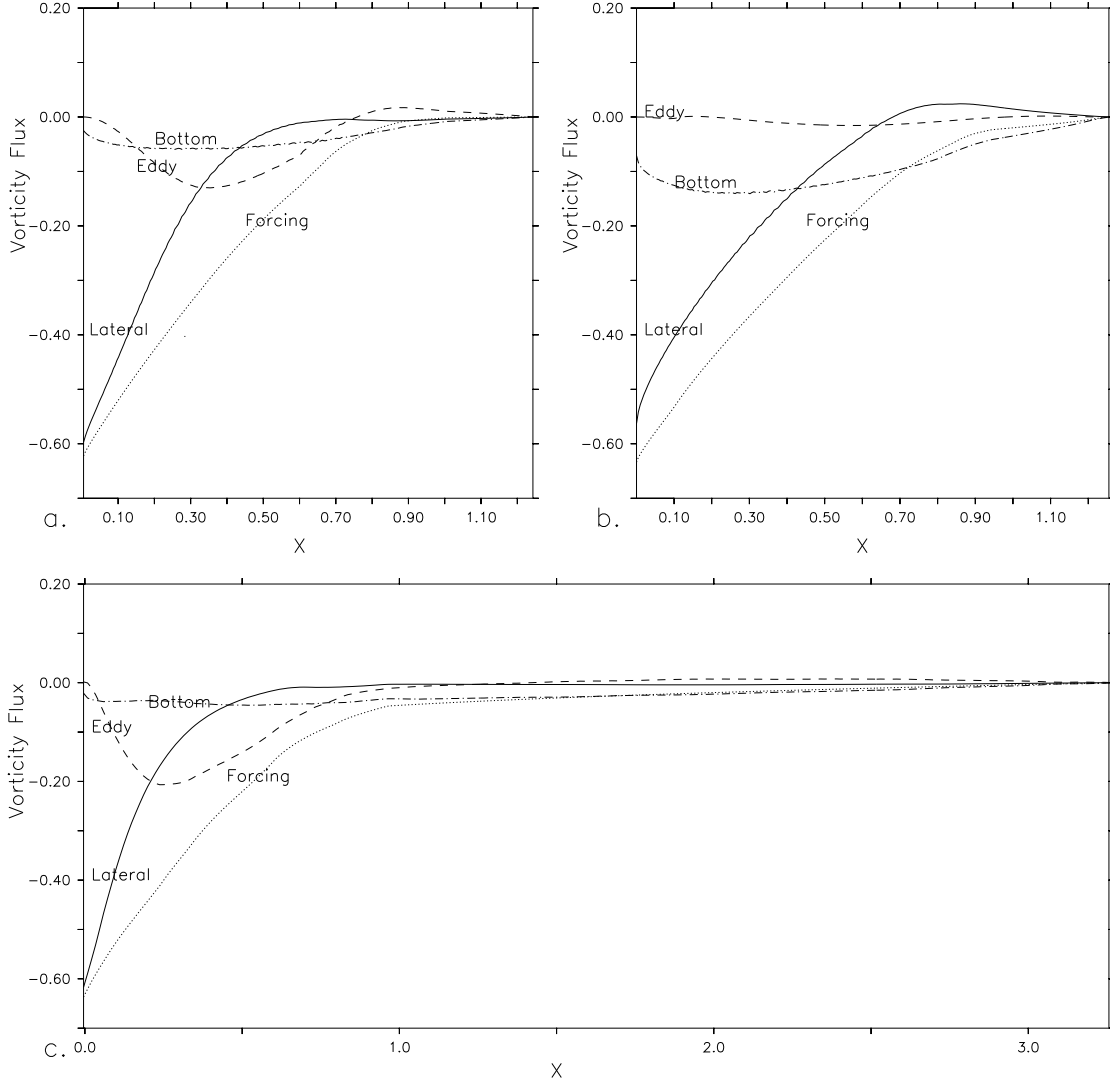 0.20
0.00
−0.20
−0.40
−0.60
Vorticity Flux
Bottom
Eddy
Forcing
Lateral
0.10 0.30 0.50 0.70 0.90 1.10
a.
X
0.20
0.00
−0.20
−0.40
−0.60
Vorticity Flux
Eddy
Bottom
Forcing
Lateral
0.10 0.30 0.50 0.70 0.90 1.10
b.
X
0.20
0.00
−0.20
−0.40
−0.60
Vorticity Flux
Bottom
Eddy
Forcing
Lateral
0.0 1.0 2.0 3.0
c.
X